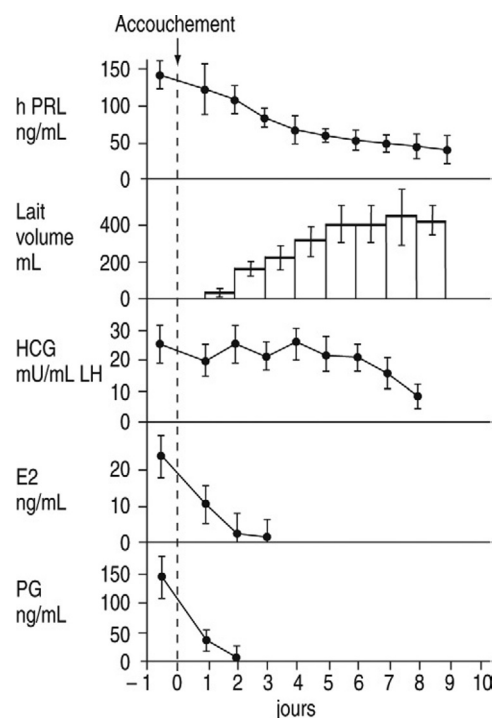 Accouchement
h PRL
ng/mL
150
100
50
0
Lait
volume
mL
400
200
0
HCG
mU/mL LH
30
20
10
0
E2
ng/mL
20
10
0
PG
ng/mL
150
100
50
0
– 1 0 1 2 3 4 5 6 7 8 9 10
jours